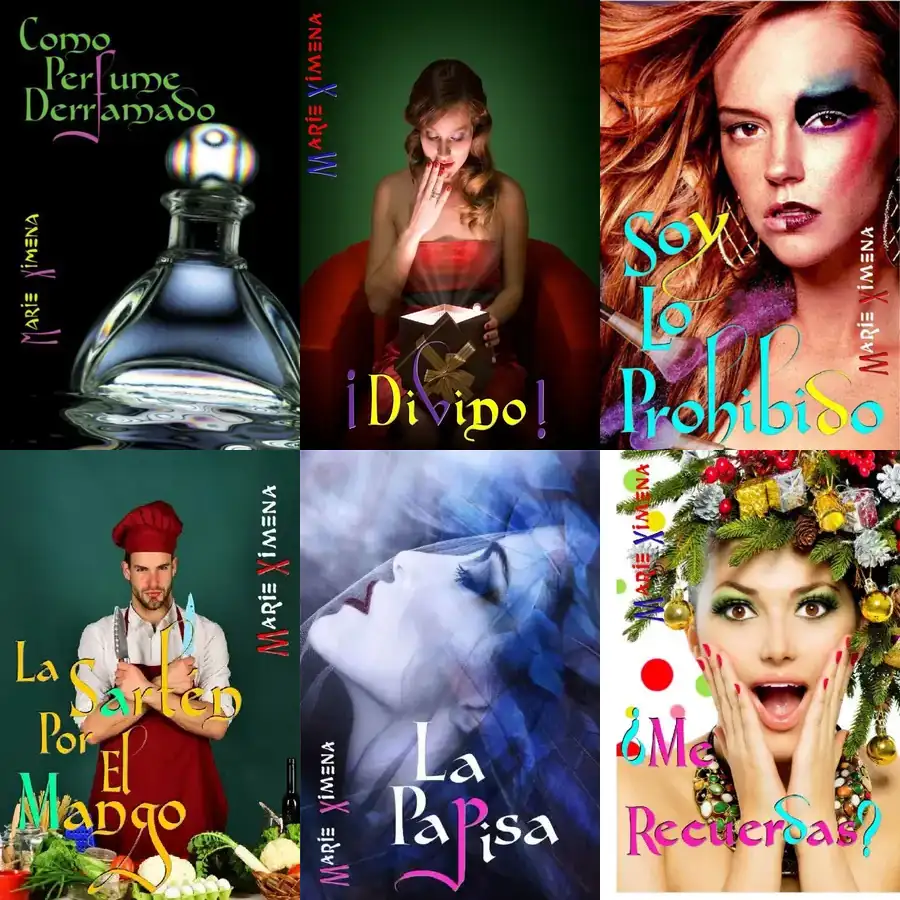 Como
Perfume
Derramado
Marie Ximena
Marie Ximena
¡Divino!
Soy
Lo
Prohibido
Marie Ximena
Marie Ximena
La
Sartén
Por
El
Mango
La
Papisa
Marie Ximena
Marie Ximena
¿Me
Recuerdas?